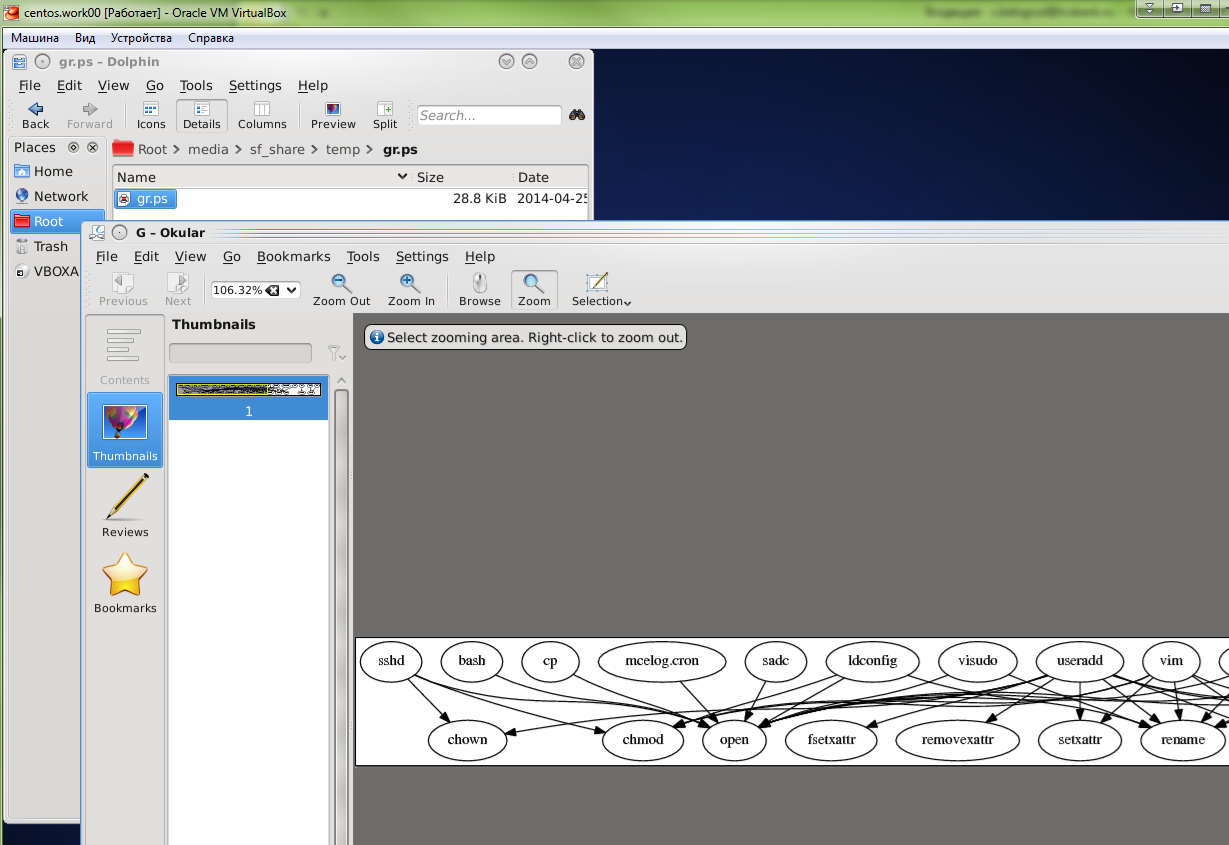 centos.work00 [Работает] - Oracle VM VirtualBox
Машина Вид Устройства Справка
gr.ps – Dolphin
File Edit View Go Tools Settings Help
Back Forward Icons Details Columns Preview Split Search...
Places
Root > media > sf_share > temp > gr.ps
Home
Network
Root
Trash
VBOXA
Name Size Date
gr.ps 28.8 KiB 2014-04-25
G – Okular
File Edit View Go Bookmarks Tools Settings Help
Previous Next 106.32% Zoom Out Zoom In Browse Zoom Selection
Contents
Thumbnails
Reviews
Bookmarks
Thumbnails
1
Select zooming area. Right-click to zoom out.
sshd bash cp mcelog.cron sadc ldconfig visudo useradd vim
chown chmod open fsetxattr removexattr setxattr rename